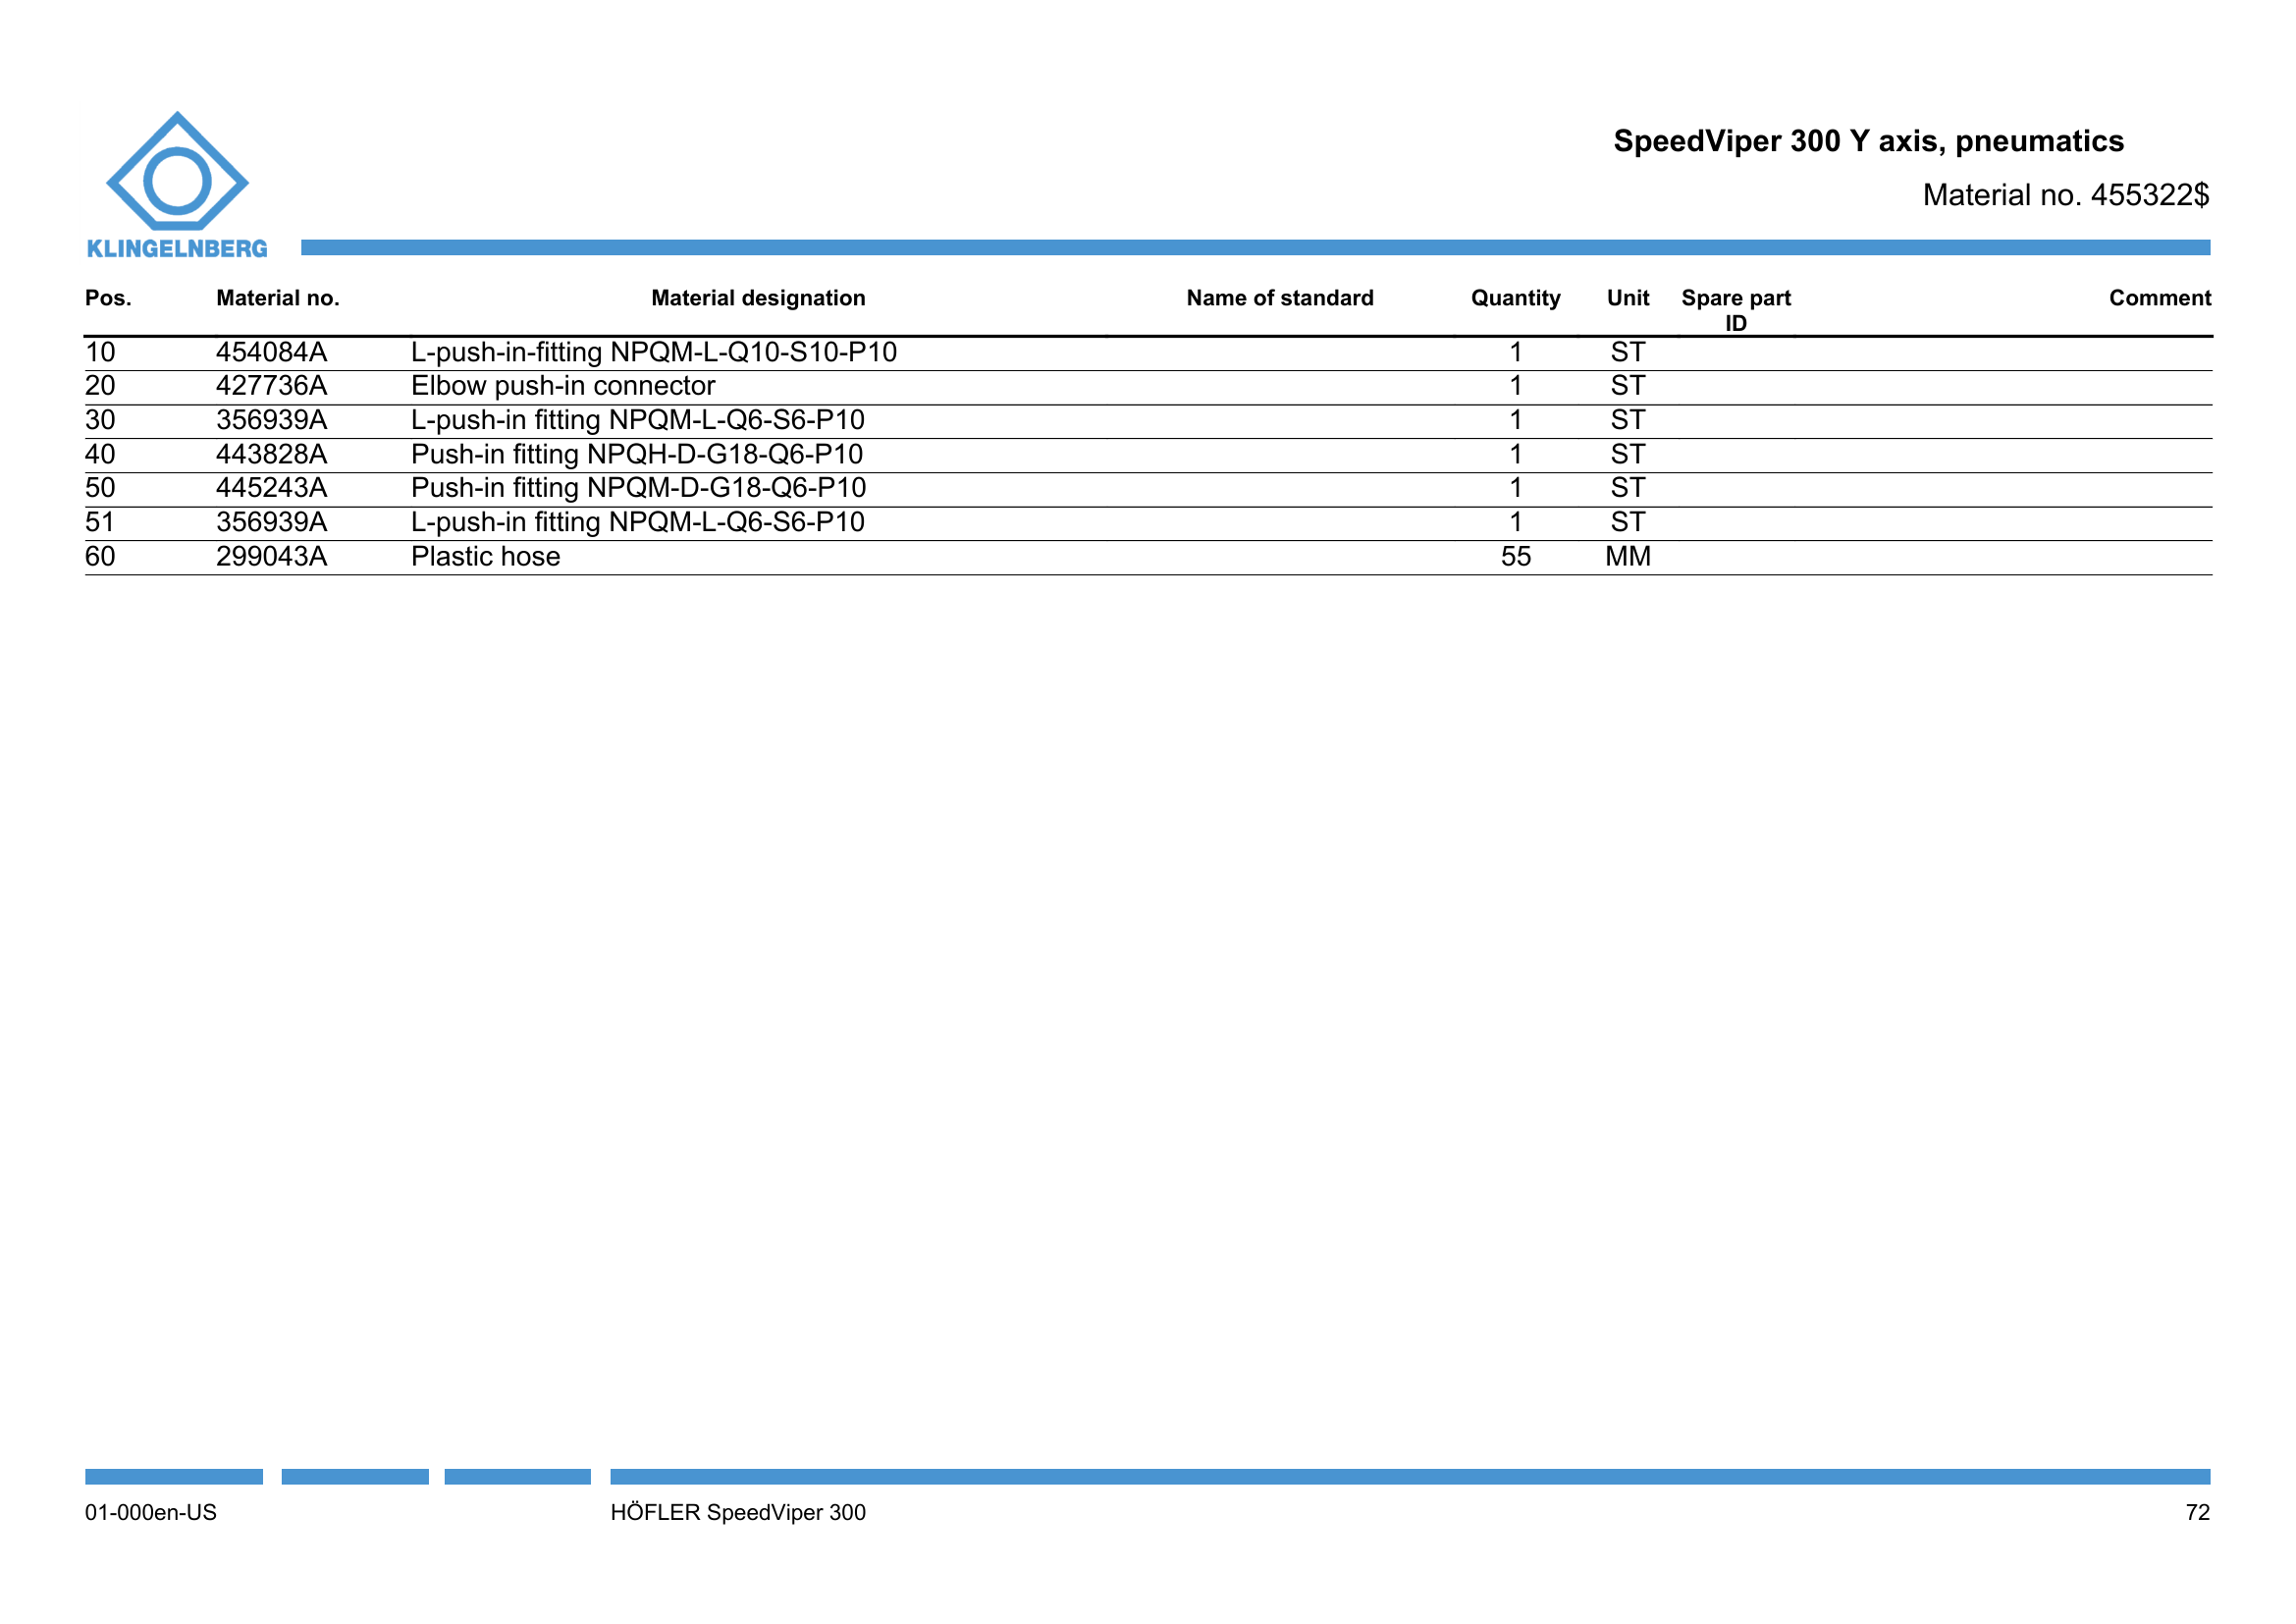 KLINGELNBERG
SpeedViper 300 Y axis, pneumatics
Material no. 455322$
Pos. Material no. Material designation Name of standard Quantity Unit Spare part ID Comment
10 454084A L-push-in-fitting NPQM-L-Q10-S10-P10 1 ST
20 427736A Elbow push-in connector 1 ST
30 356939A L-push-in fitting NPQM-L-Q6-S6-P10 1 ST
40 443828A Push-in fitting NPQH-D-G18-Q6-P10 1 ST
50 445243A Push-in fitting NPQM-D-G18-Q6-P10 1 ST
51 356939A L-push-in fitting NPQM-L-Q6-S6-P10 1 ST
60 299043A Plastic hose 55 MM
01-000en-US HÖFLER SpeedViper 300 72